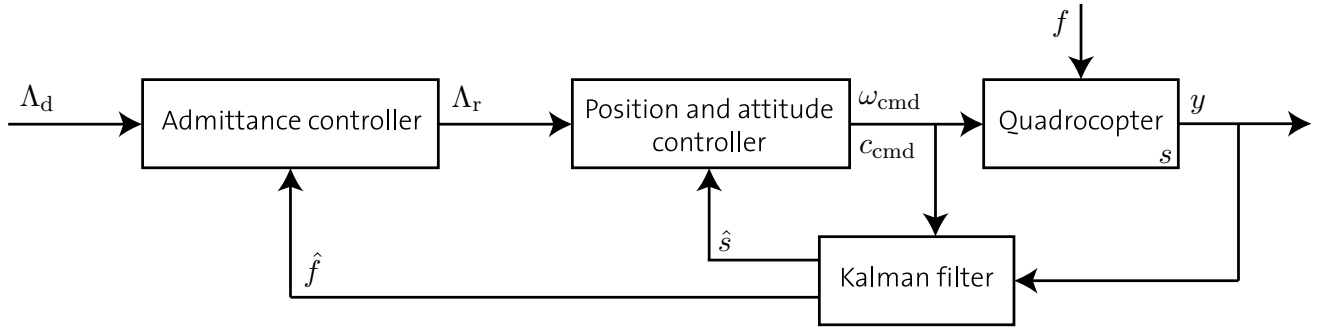 f
Λd
Admittance controller
Λr
Position and attitude
controller
ωcmd
ccmd
Quadrocopter
s
y
ŝ
f̂
Kalman filter